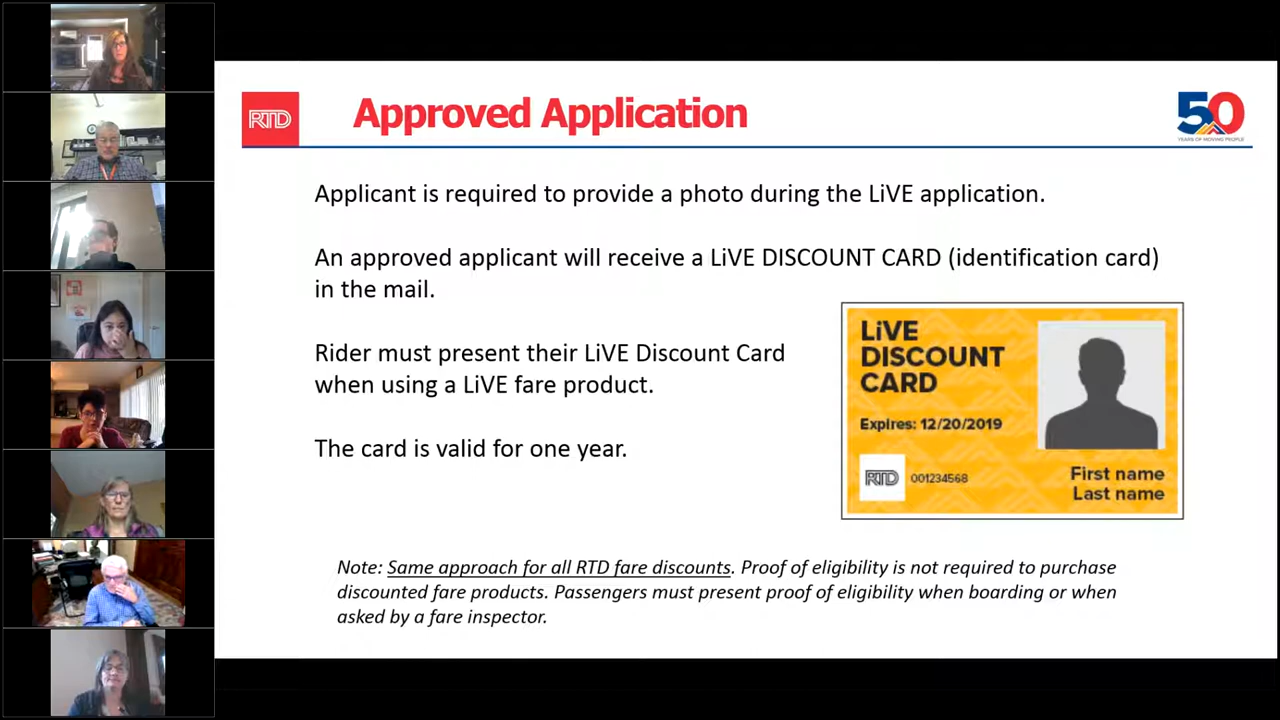 RTD
Approved Application
50
YEARS OF MOVING PEOPLE
Applicant is required to provide a photo during the LiVE application.
An approved applicant will receive a LiVE DISCOUNT CARD (identification card)
in the mail.
Rider must present their LiVE Discount Card
when using a LiVE fare product.
The card is valid for one year.
LiVE
DISCOUNT
CARD
Expires: 12/20/2019
RTD 001234568
First name
Last name
Note: Same approach for all RTD fare discounts. Proof of eligibility is not required to purchase
discounted fare products. Passengers must present proof of eligibility when boarding or when
asked by a fare inspector.